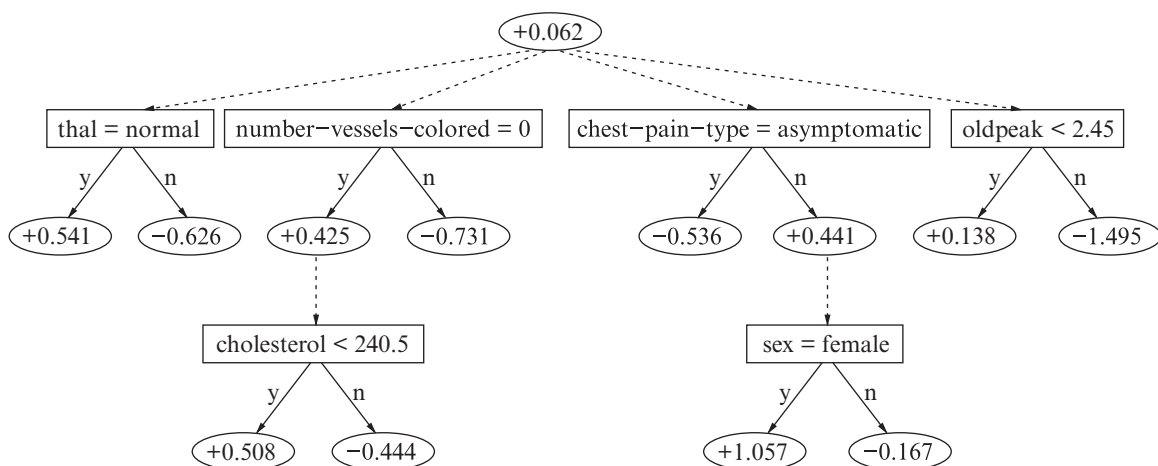 +0.062
thal = normal
number−vessels−colored = 0
chest−pain−type = asymptomatic
oldpeak < 2.45
y n y n y n y n
+0.541 −0.626 +0.425 −0.731 −0.536 +0.441 +0.138 −1.495
cholesterol < 240.5
sex = female
y n y n
+0.508 −0.444 +1.057 −0.167